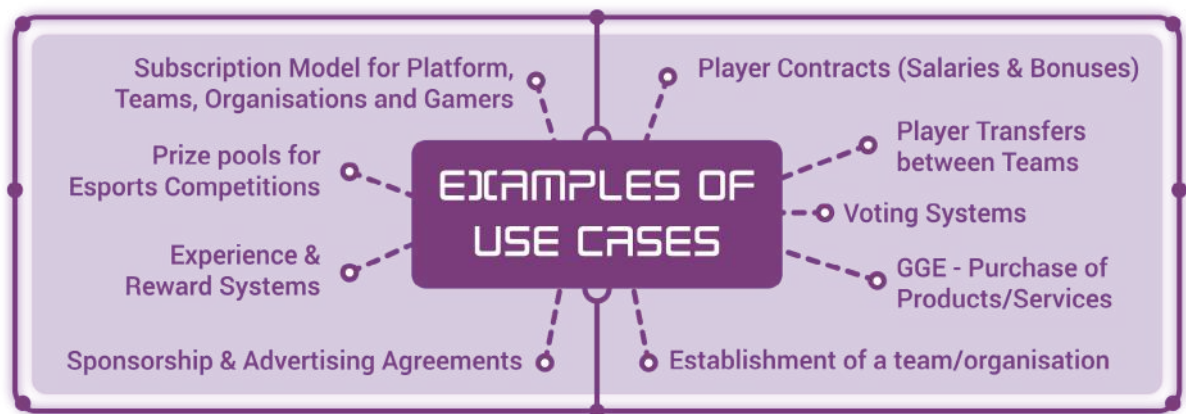 Subscription Model for Platform,
Teams, Organisations and Gamers
Prize pools for
Esports Competitions
Experience &
Reward Systems
Sponsorship & Advertising Agreements
EXAMPLES OF
USE CASES
Player Contracts (Salaries & Bonuses)
Player Transfers
between Teams
Voting Systems
GGE - Purchase of
Products/Services
Establishment of a team/organisation